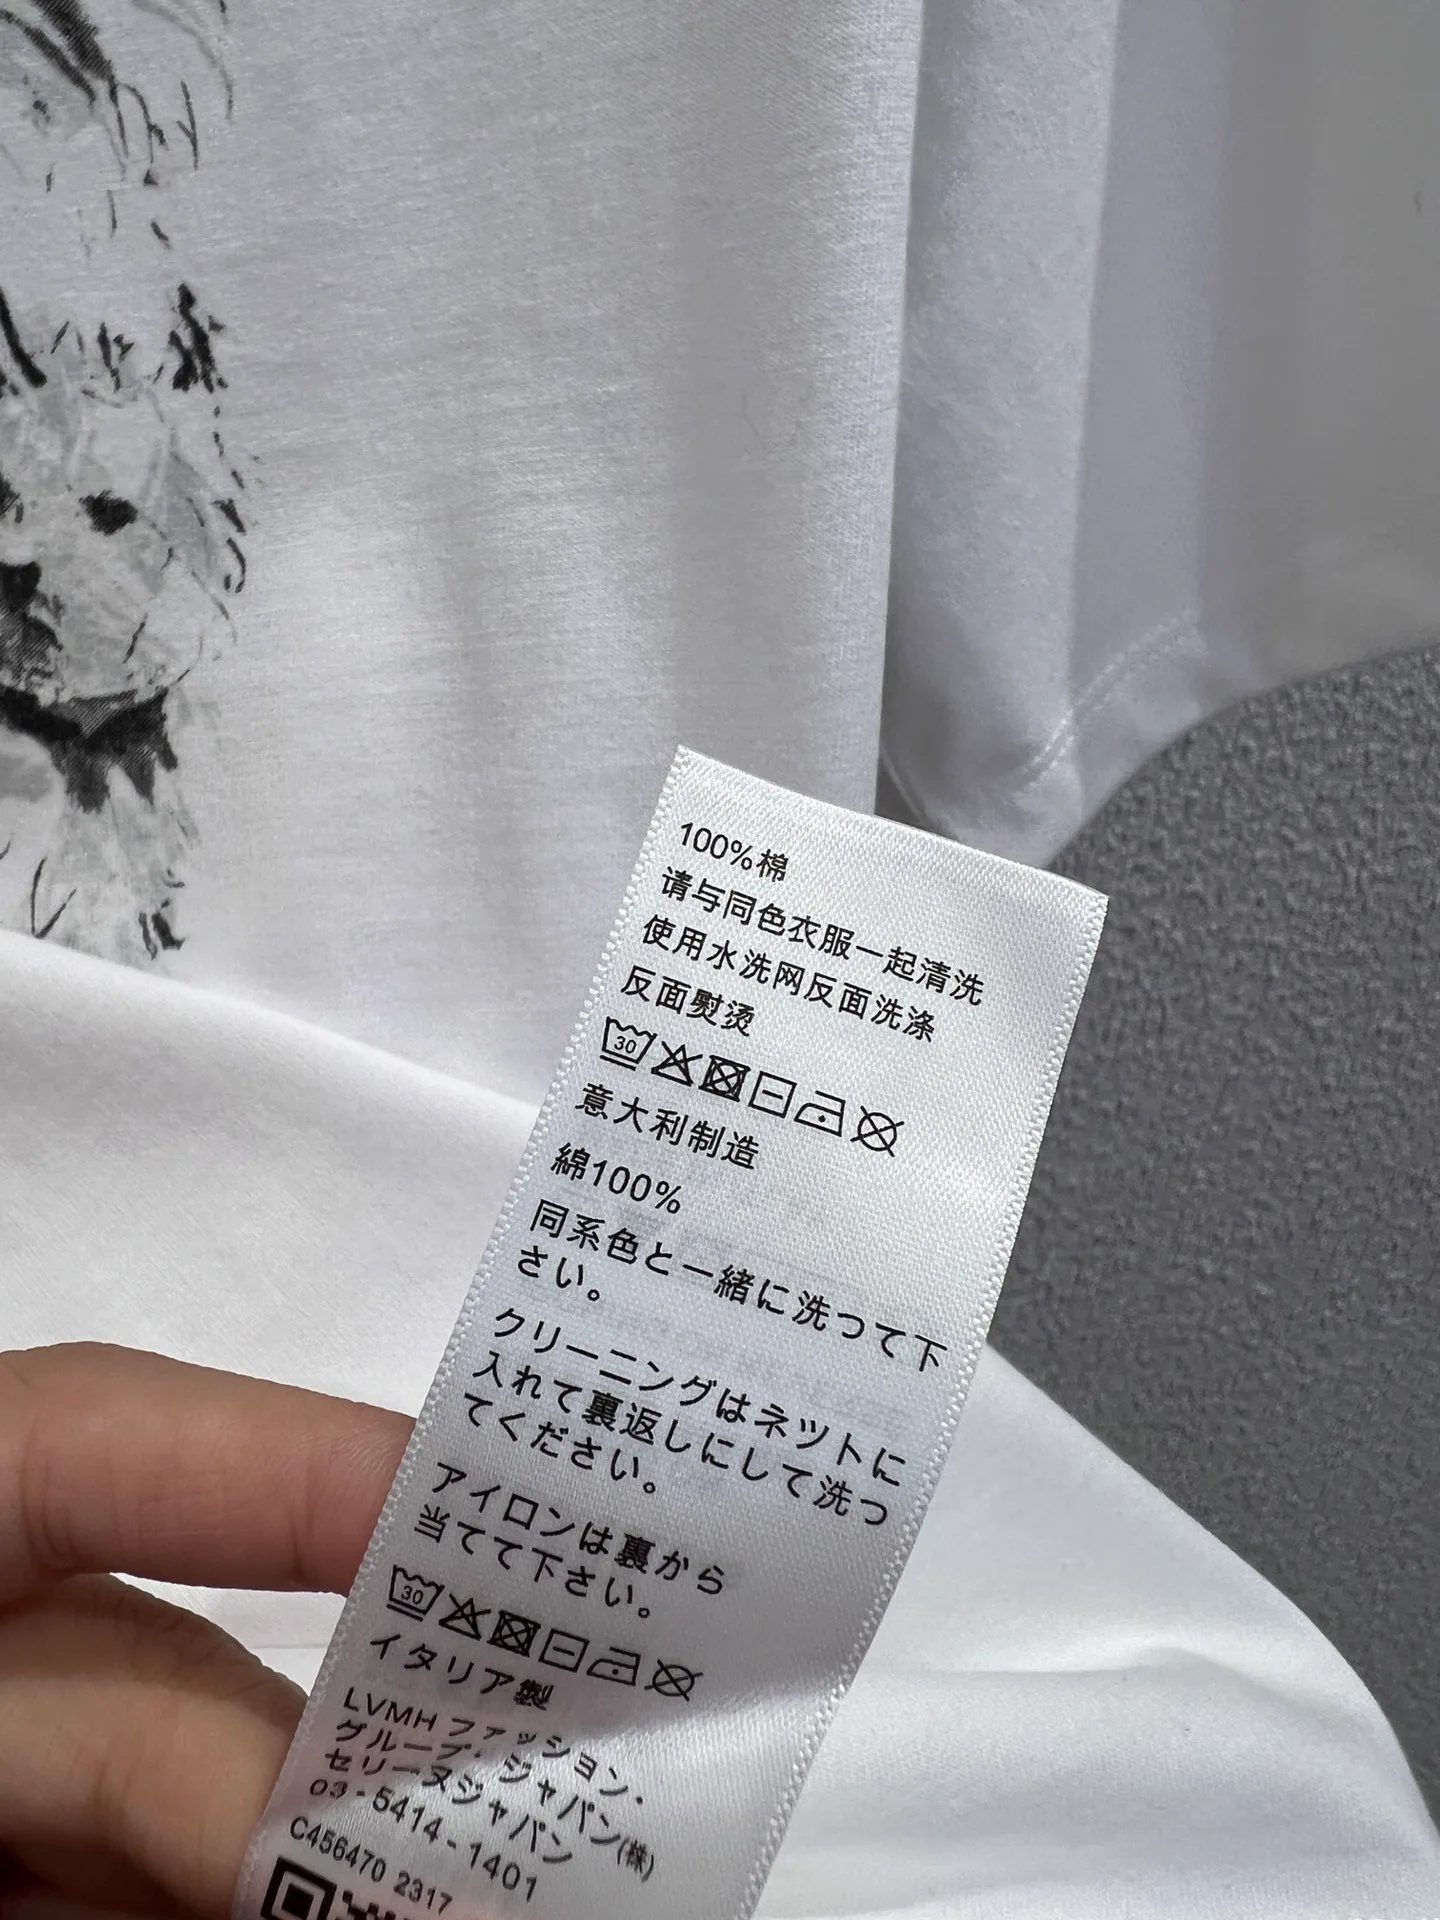 100%棉
请与同色衣服一起清洗
使用水洗网反面洗涤
反面熨烫
30
意大利制造
綿100%
同系色と一緒に洗つて下
さい。
クリーニングはネツトに
入れて裏返しにして洗つ
てください。
アイロンは裏から
当てて下さい。
30
イタリア製
LVMH ファッション・
グループ・ジャパン(株)
セリーヌジャパン
03-5414-1401
C456470 2317